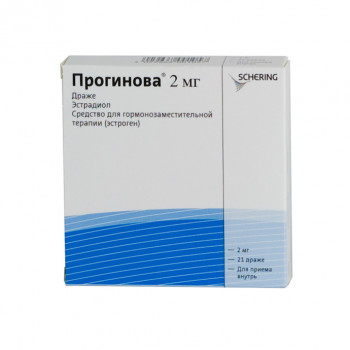 SCHERING
Прогинова® 2 мг
Драже
Эстрадиол
Средство для гормонозаместительной
терапии (эстроген)
2 мг
21 драже
Для приема
внутрь